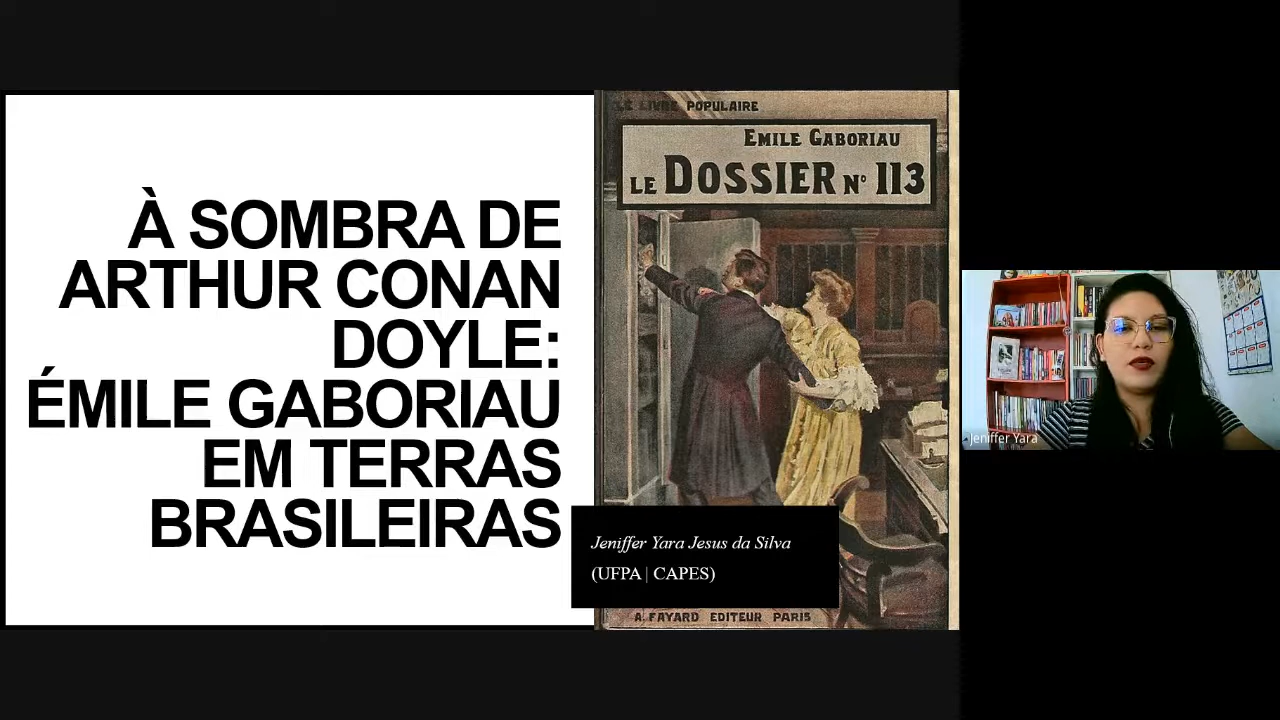 À SOMBRA DE
ARTHUR CONAN
DOYLE:
ÉMILE GABORIAU
EM TERRAS
BRASILEIRAS
LE LIVRE POPULAIRE
EMILE GABORIAU
LE DOSSIER Nº 113
Jeniffer Yara Jesus da Silva
(UFPA | CAPES)
A. FAYARD EDITEUR PARIS
Jeniffer Yara